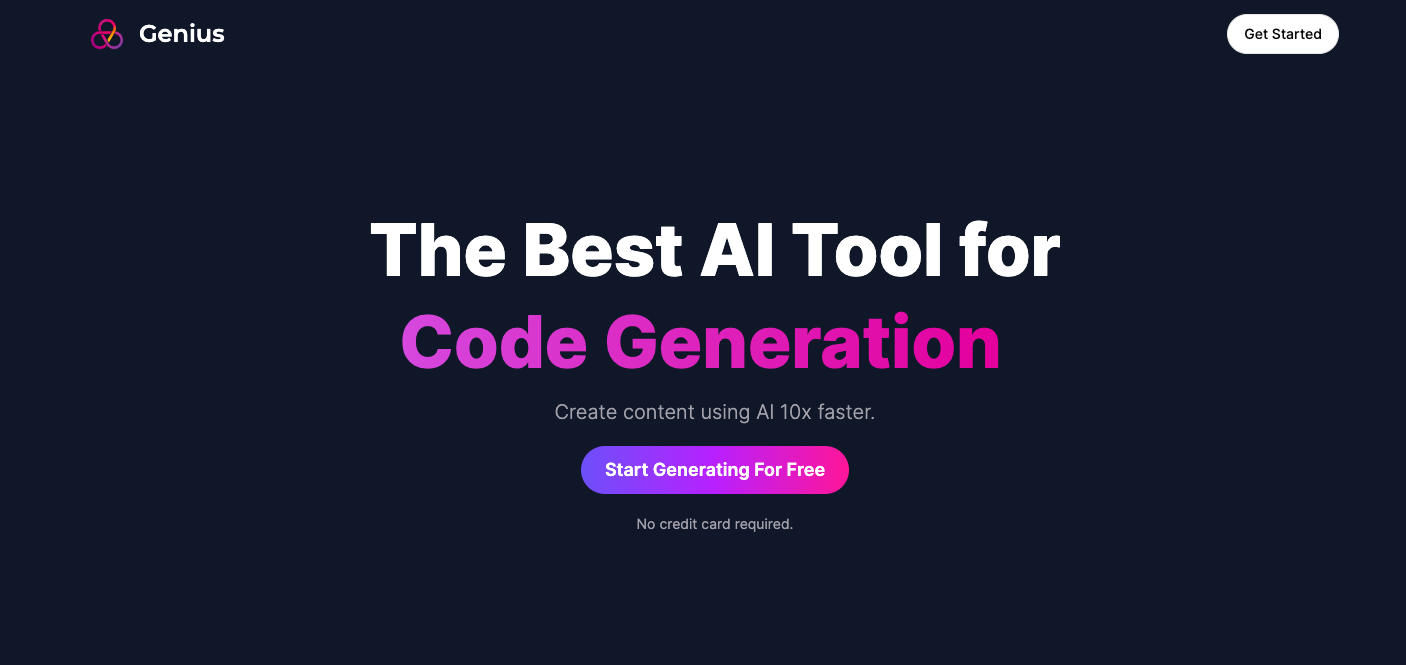 Genius
Get Started
The Best AI Tool for
Code Generation
Create content using AI 10x faster.
Start Generating For Free
No credit card required.